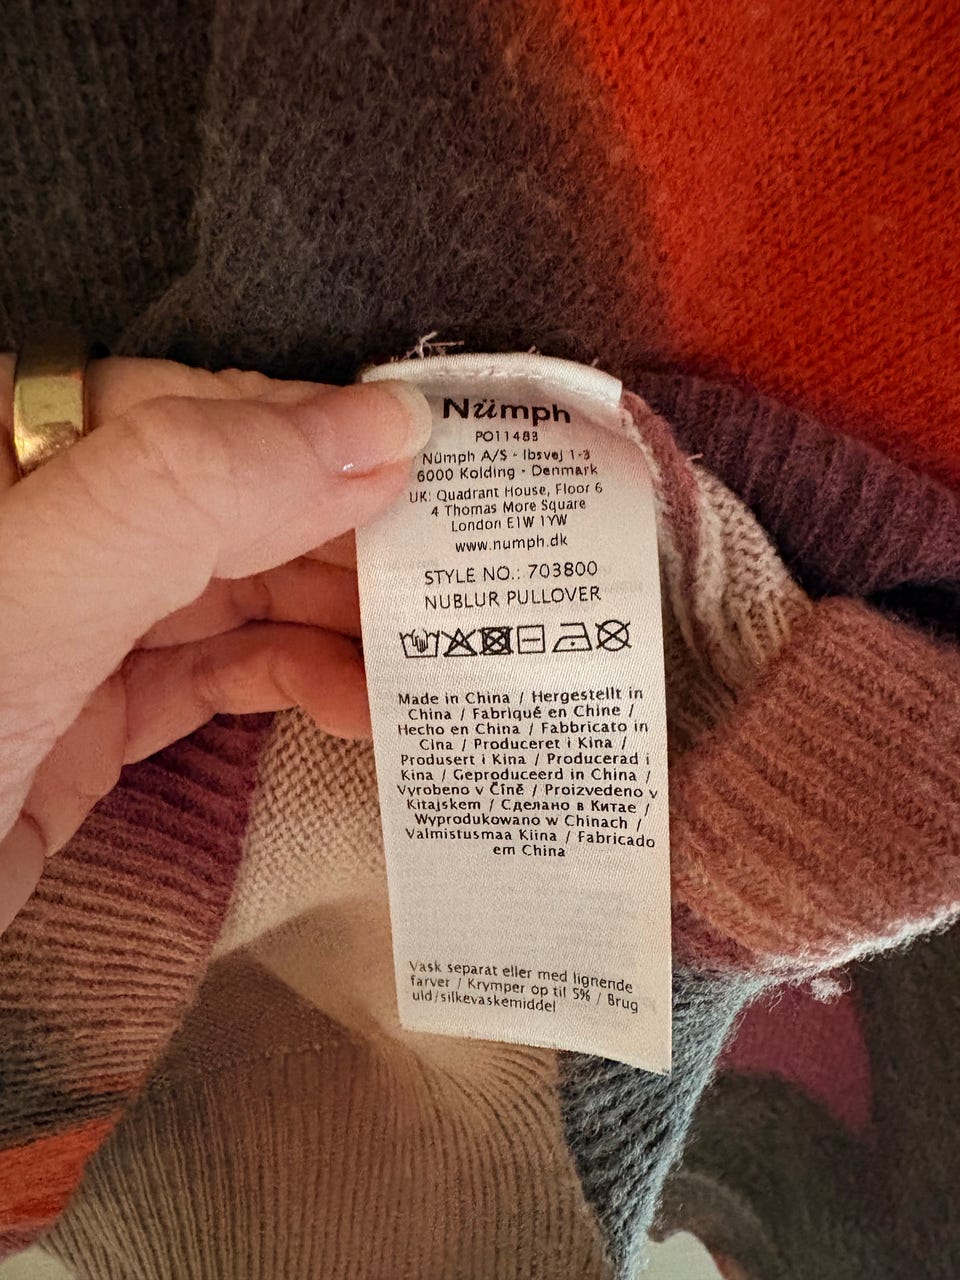 Nümph
PO11483
Nümph A/S - Ibsvej 1-3
6000 Kolding - Denmark
UK: Quadrant House, Floor 6
4 Thomas More Square
London E1W 1YW
www.numph.dk
STYLE NO.: 703800
NUBLUR PULLOVER
Made in China / Hergestellt in
China / Fabriqué en Chine /
Hecho en China / Fabbricato in
Cina / Produceret i Kina /
Produsert i Kina / Producerad i
Kina / Geproduceerd in China /
Vyrobeno v Číně / Proizvedeno v
Kitajskem / Сделано в Китае /
Wyprodukowano w Chinach /
Valmistusmaa Kiina / Fabricado
em China
Vask separat eller med lignende
farver / Krymper op til 5% / Brug
uld/silkevaskemiddel